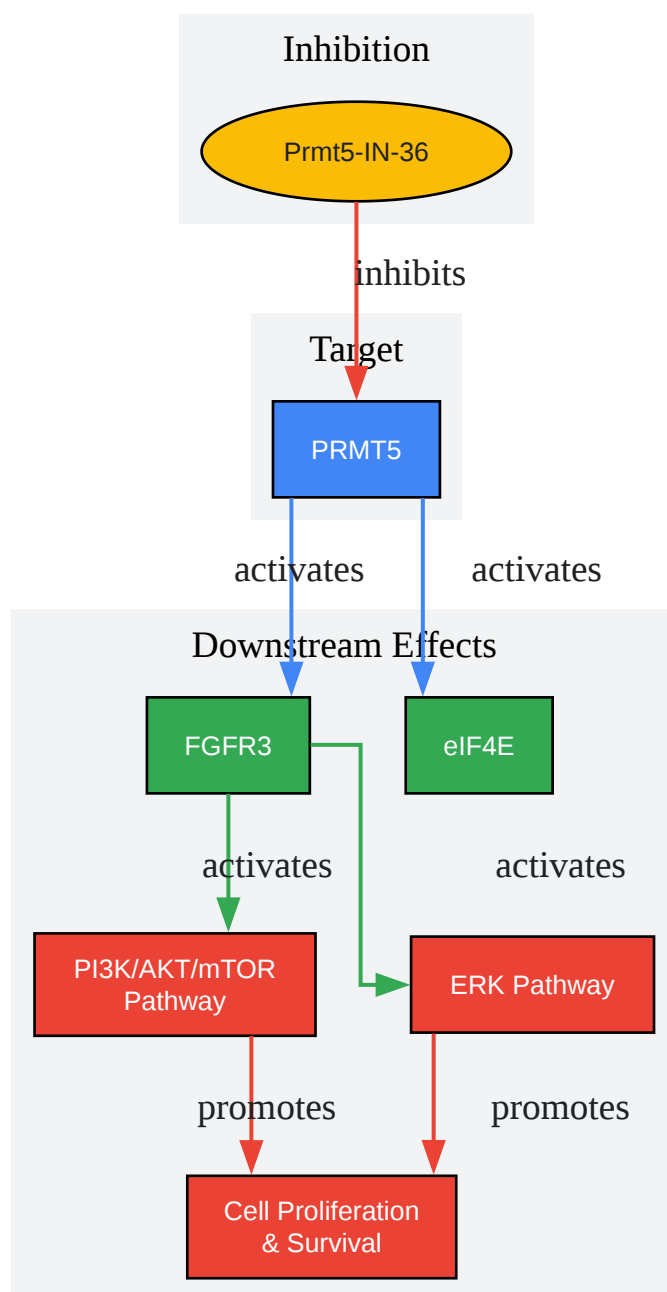 Inhibition
Prmt5-IN-36
inhibits
Target
PRMT5
activates
activates
Downstream Effects
FGFR3
eIF4E
activates
activates
PI3K/AKT/mTOR
Pathway
ERK Pathway
promotes
promotes
Cell Proliferation
& Survival